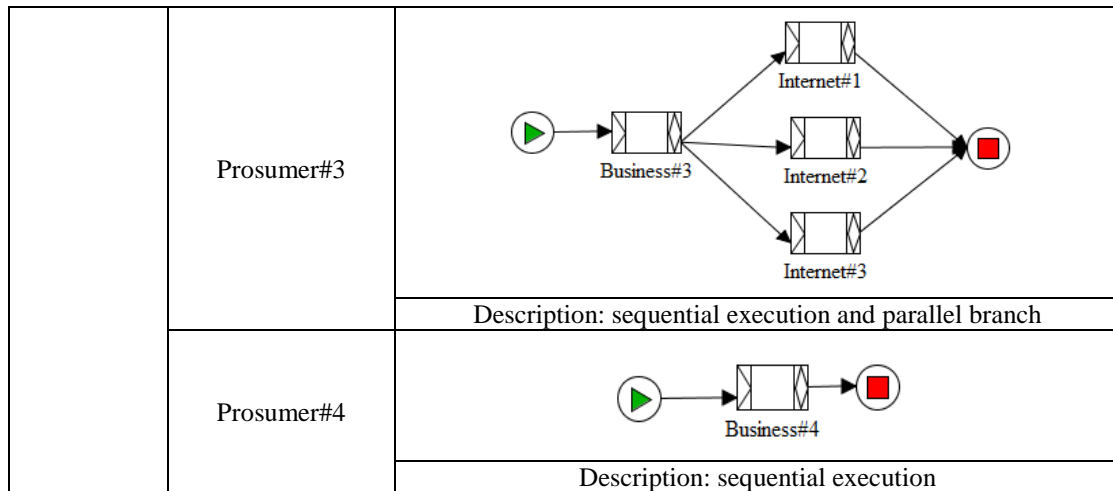 Prosumer#3
Internet#1
Business#3
Internet#2
Internet#3
Description: sequential execution and parallel branch
Prosumer#4
Business#4
Description: sequential execution